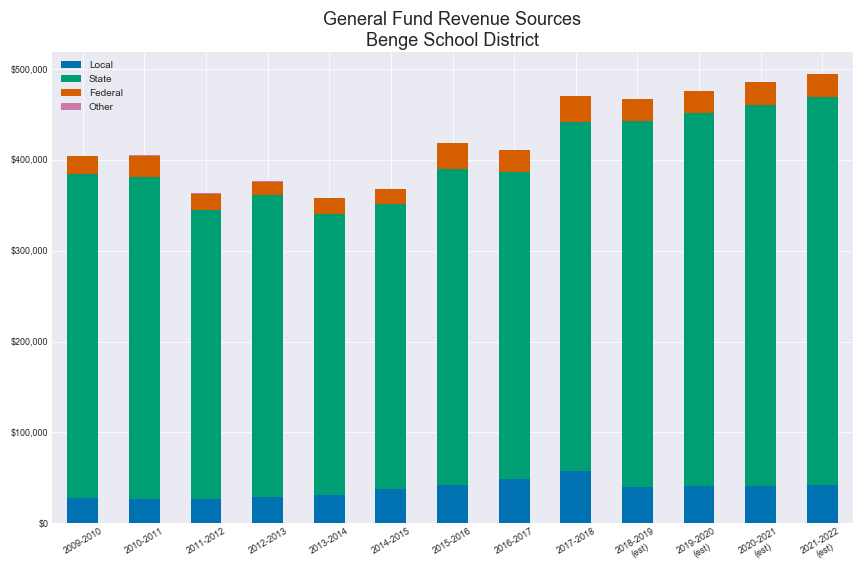 General Fund Revenue Sources
Benge School District
Local
State
Federal
Other
$500,000
$400,000
$300,000
$200,000
$100,000
$0
2009-2010
2010-2011
2011-2012
2012-2013
2013-2014
2014-2015
2015-2016
2016-2017
2017-2018
2018-2019
(est)
2019-2020
(est)
2020-2021
(est)
2021-2022
(est)